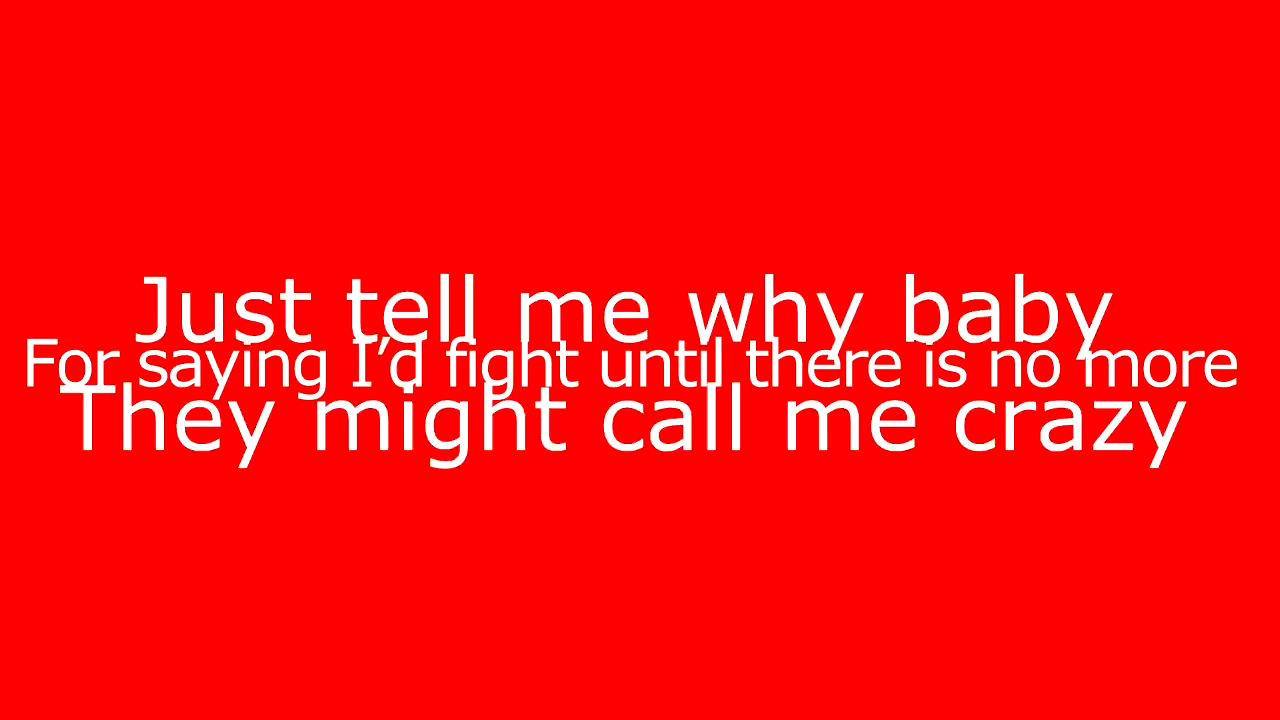 Just tell me why baby
For saying I’d fight until there is no more
They might call me crazy